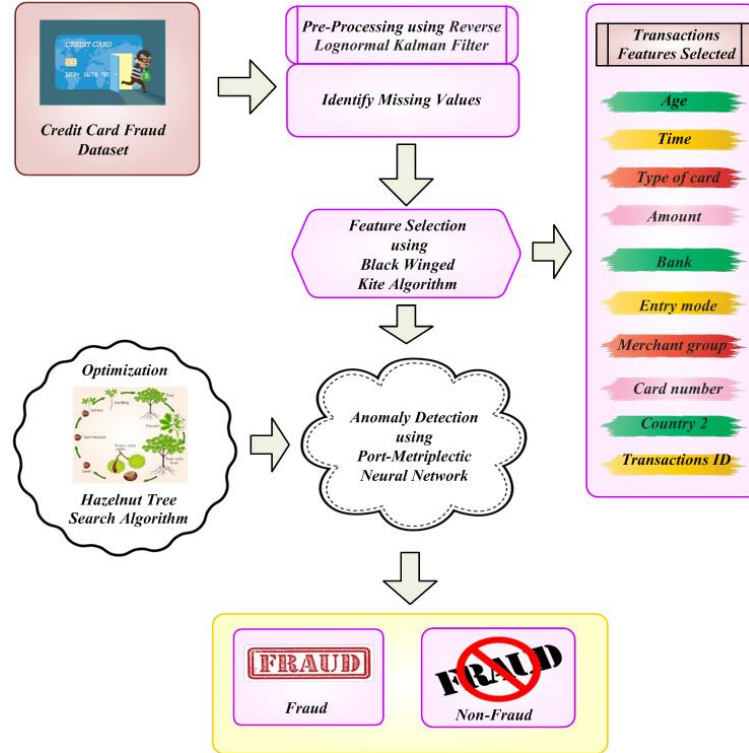 CREDIT CARD
Credit Card Fraud
Dataset
Pre-Processing using Reverse
Lognormal Kalman Filter
Identify Missing Values
Feature Selection
using
Black Winged
Kite Algorithm
Transactions
Features Selected
Age
Time
Type of card
Amount
Bank
Entry mode
Merchant group
Card number
Country 2
Transactions ID
Optimization
Hazelnut Tree
Search Algorithm
Anomaly Detection
using
Port-Metriplectic
Neural Network
FRAUD
Fraud
FRAUD
Non-Fraud